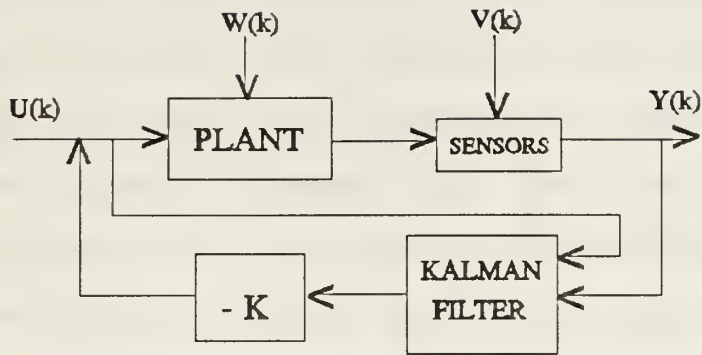 W(k)
V(k)
U(k)
Y(k)
PLANT
SENSORS
KALMAN
FILTER
- K